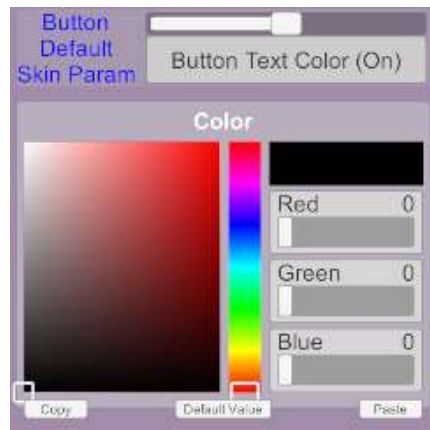 Button
Default
Skin Param
Button Text Color (On)
Color
Red 0
Green 0
Blue 0
Copy
Default Value
Paste